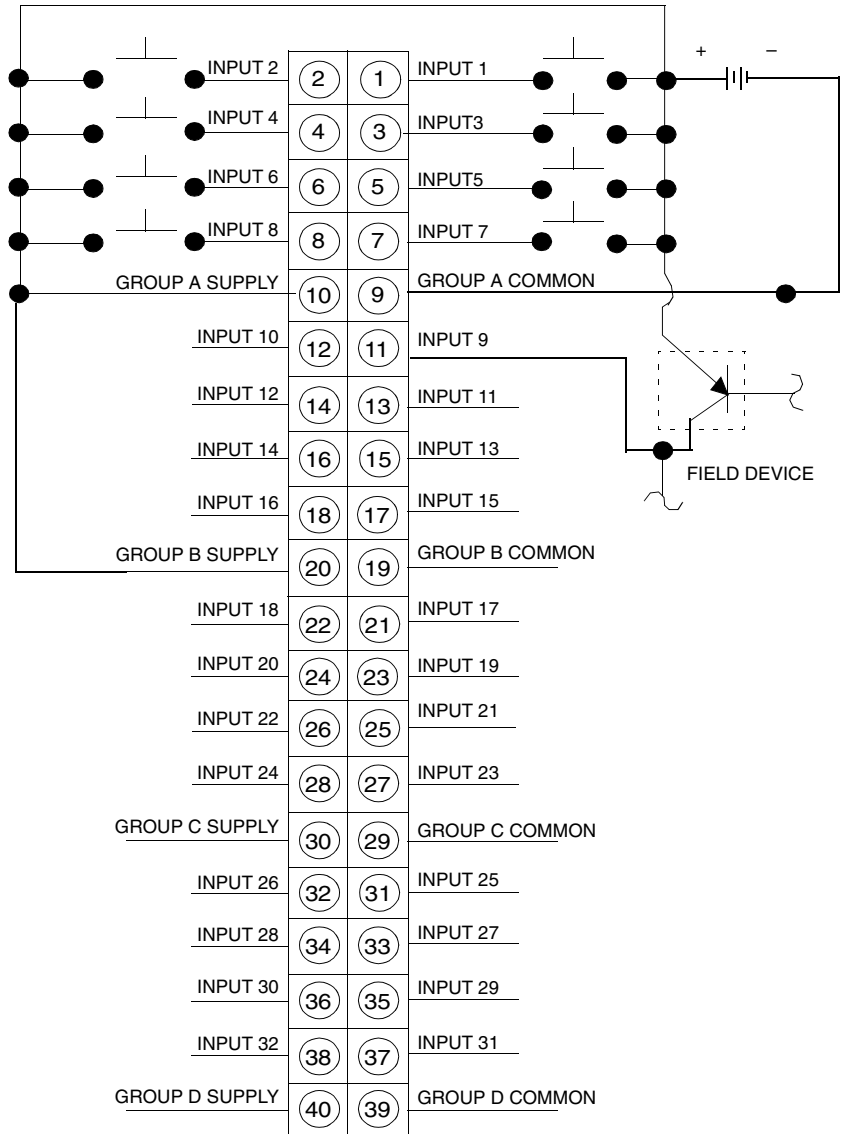 + –
INPUT 2 2 1 INPUT 1
INPUT 4 4 3 INPUT3
INPUT 6 6 5 INPUT5
INPUT 8 8 7 INPUT 7
GROUP A SUPPLY 10 9 GROUP A COMMON
INPUT 10 12 11 INPUT 9
INPUT 12 14 13 INPUT 11
INPUT 14 16 15 INPUT 13
FIELD DEVICE
INPUT 16 18 17 INPUT 15
GROUP B SUPPLY 20 19 GROUP B COMMON
INPUT 18 22 21 INPUT 17
INPUT 20 24 23 INPUT 19
INPUT 22 26 25 INPUT 21
INPUT 24 28 27 INPUT 23
GROUP C SUPPLY 30 29 GROUP C COMMON
INPUT 26 32 31 INPUT 25
INPUT 28 34 33 INPUT 27
INPUT 30 36 35 INPUT 29
INPUT 32 38 37 INPUT 31
GROUP D SUPPLY 40 39 GROUP D COMMON